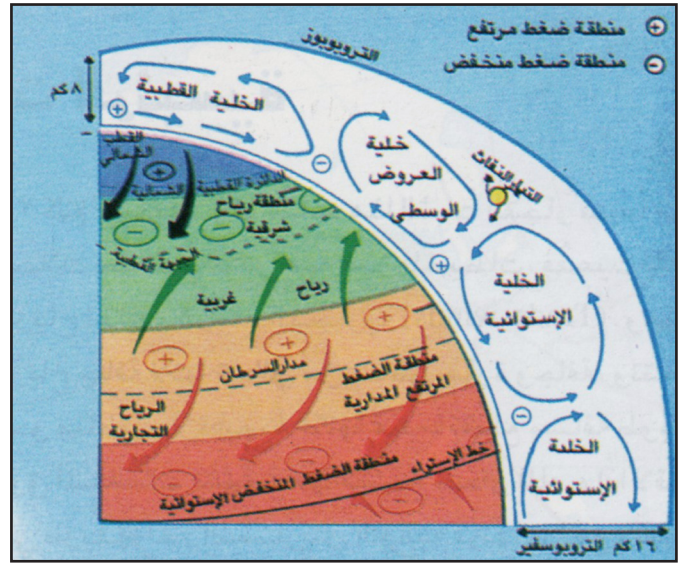 منطقة ضغط مرتفع
منطقة ضغط منخفض
التروبوبوز
٨ كم
الخلية القطبية
خلية
العروض
الوسطى
التيار النفاث
القطب
الشمالي
الدائرة القطبية
الشمالية
منطقة رياح
شرقية
الجبهة القطبية
رياح
غربية
الخلية
الإستوائية
مدار السرطان
منطقة الضغط
المرتفع المدارية
الرياح
التجارية
خط الإستراء
منطقة الضغط المنخفض الإستوائية
الخلية
الإستوائية
١٦ كم التروبوسفير